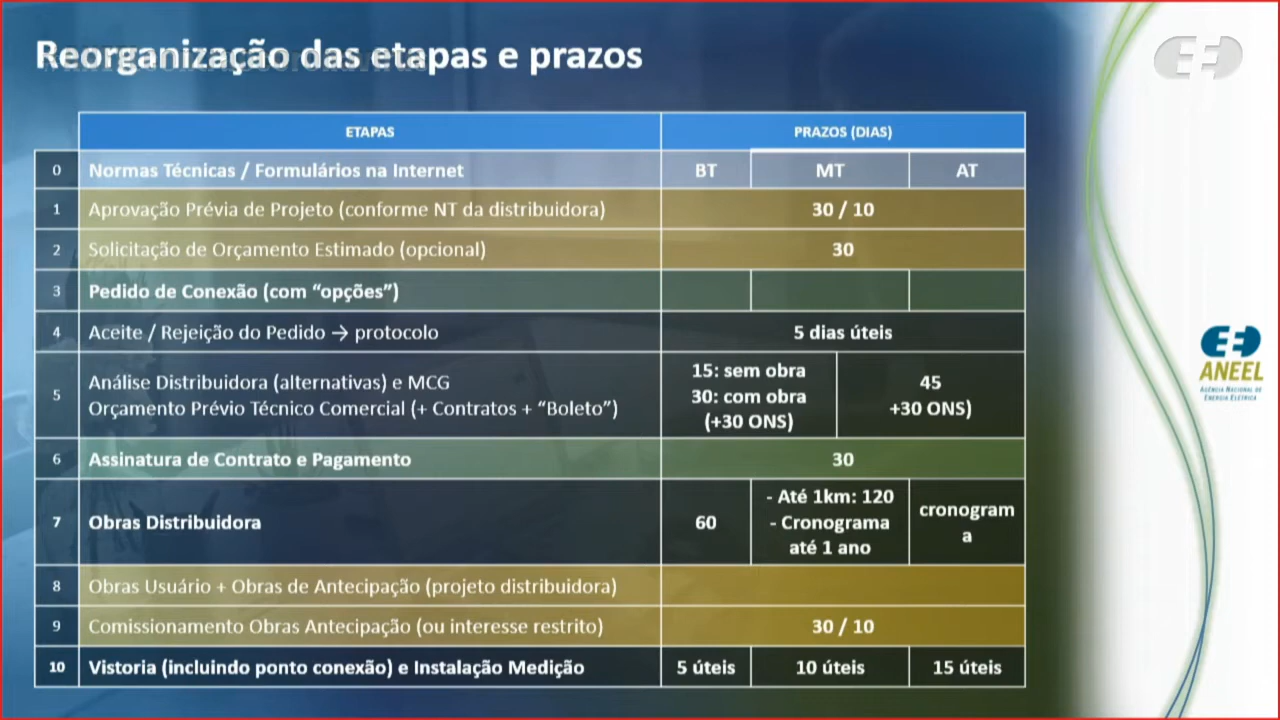 Reorganização das etapas e prazos
ETAPAS PRAZOS (DIAS)
0 Normas Técnicas / Formulários na Internet BT MT AT
1 Aprovação Prévia de Projeto (conforme NT da distribuidora) 30 / 10
2 Solicitação de Orçamento Estimado (opcional) 30
3 Pedido de Conexão (com “opções”)
4 Aceite / Rejeição do Pedido → protocolo 5 dias úteis
5 Análise Distribuidora (alternativas) e MCG
Orçamento Prévio Técnico Comercial (+ Contratos + “Boleto”)
15: sem obra
30: com obra
(+30 ONS)
45
+30 ONS)
6 Assinatura de Contrato e Pagamento 30
7 Obras Distribuidora 60
- Até 1km: 120
- Cronograma
até 1 ano
cronogram
a
8 Obras Usuário + Obras de Antecipação (projeto distribuidora)
9 Comissionamento Obras Antecipação (ou interesse restrito) 30 / 10
10 Vistoria (incluindo ponto conexão) e Instalação Medição 5 úteis 10 úteis 15 úteis
ANEEL
Agência Nacional de
Energia Elétrica